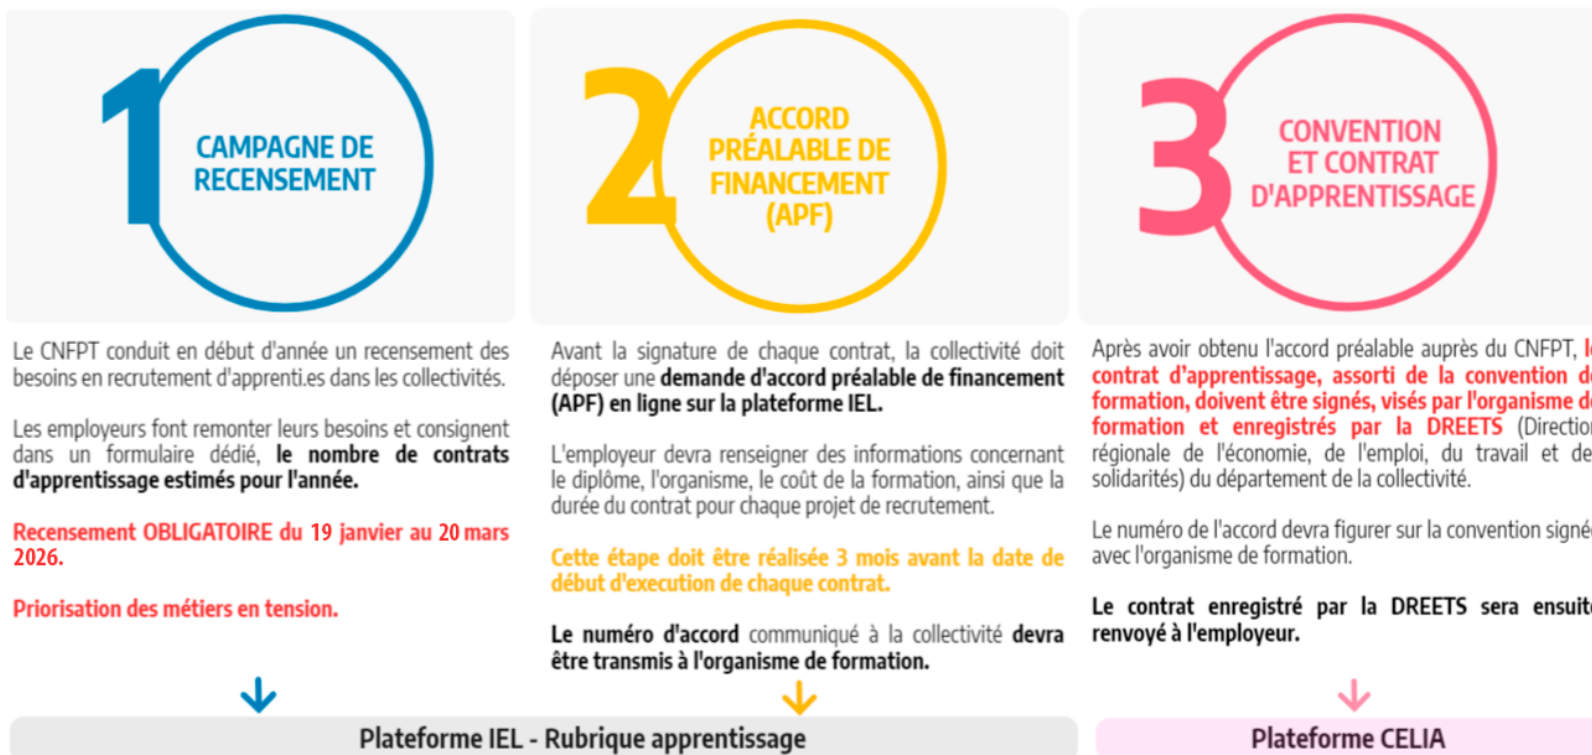 1
CAMPAGNE DE
RECENSEMENT
Le CNFPT conduit en début d'année un recensement des
besoins en recrutement d'apprenti.es dans les collectivités.
Les employeurs font remonter leurs besoins et consignent
dans un formulaire dédié, le nombre de contrats
d'apprentissage estimés pour l'année.
Recensement OBLIGATOIRE du 19 janvier au 20 mars
2026.
Priorisation des métiers en tension.
2
ACCORD
PRÉALABLE DE
FINANCEMENT
(APF)
Avant la signature de chaque contrat, la collectivité doit
déposer une demande d'accord préalable de financement
(APF) en ligne sur la plateforme IEL.
L'employeur devra renseigner des informations concernant
le diplôme, l'organisme, le coût de la formation, ainsi que la
durée du contrat pour chaque projet de recrutement.
Cette étape doit être réalisée 3 mois avant la date de
début d'execution de chaque contrat.
Le numéro d'accord communiqué à la collectivité devra
être transmis à l'organisme de formation.
Plateforme IEL - Rubrique apprentissage
3
CONVENTION
ET CONTRAT
D'APPRENTISSAGE
Après avoir obtenu l'accord préalable auprès du CNFPT,
contrat d’apprentissage, assorti de la convention
formation, doivent être signés, visés par l'organisme
formation et enregistrés par la DREETS (Direction
régionale de l'économie, de l'emploi, du travail et
solidarités) du département de la collectivité.
Le numéro de l'accord devra figurer sur la convention signée
avec l'organisme de formation.
Le contrat enregistré par la DREETS sera ensuite
renvoyé à l'employeur.
Plateforme CELIA